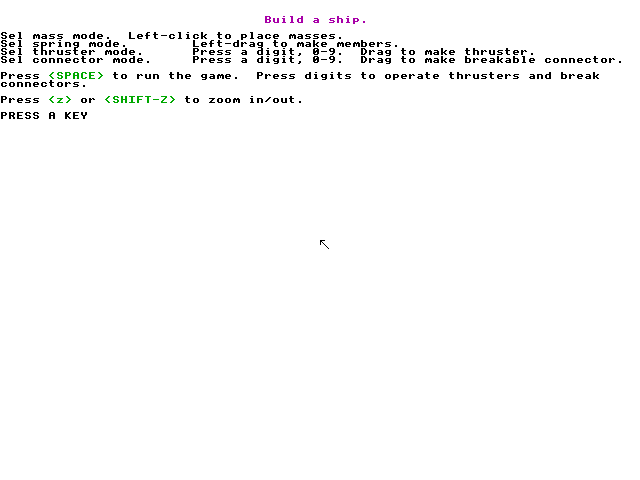 Build a ship.
Sel mass mode.  Left-click to place masses.
Sel spring mode.        Left-drag to make members.
Sel thruster mode.      Press a digit, 0-9.  Drag to make thruster.
Sel connector mode.     Press a digit, 0-9.  Drag to make breakable connector.
Press <SPACE> to run the game.  Press digits to operate thrusters and break
connectors.
Press <z> or <SHIFT-Z> to zoom in/out.
PRESS A KEY